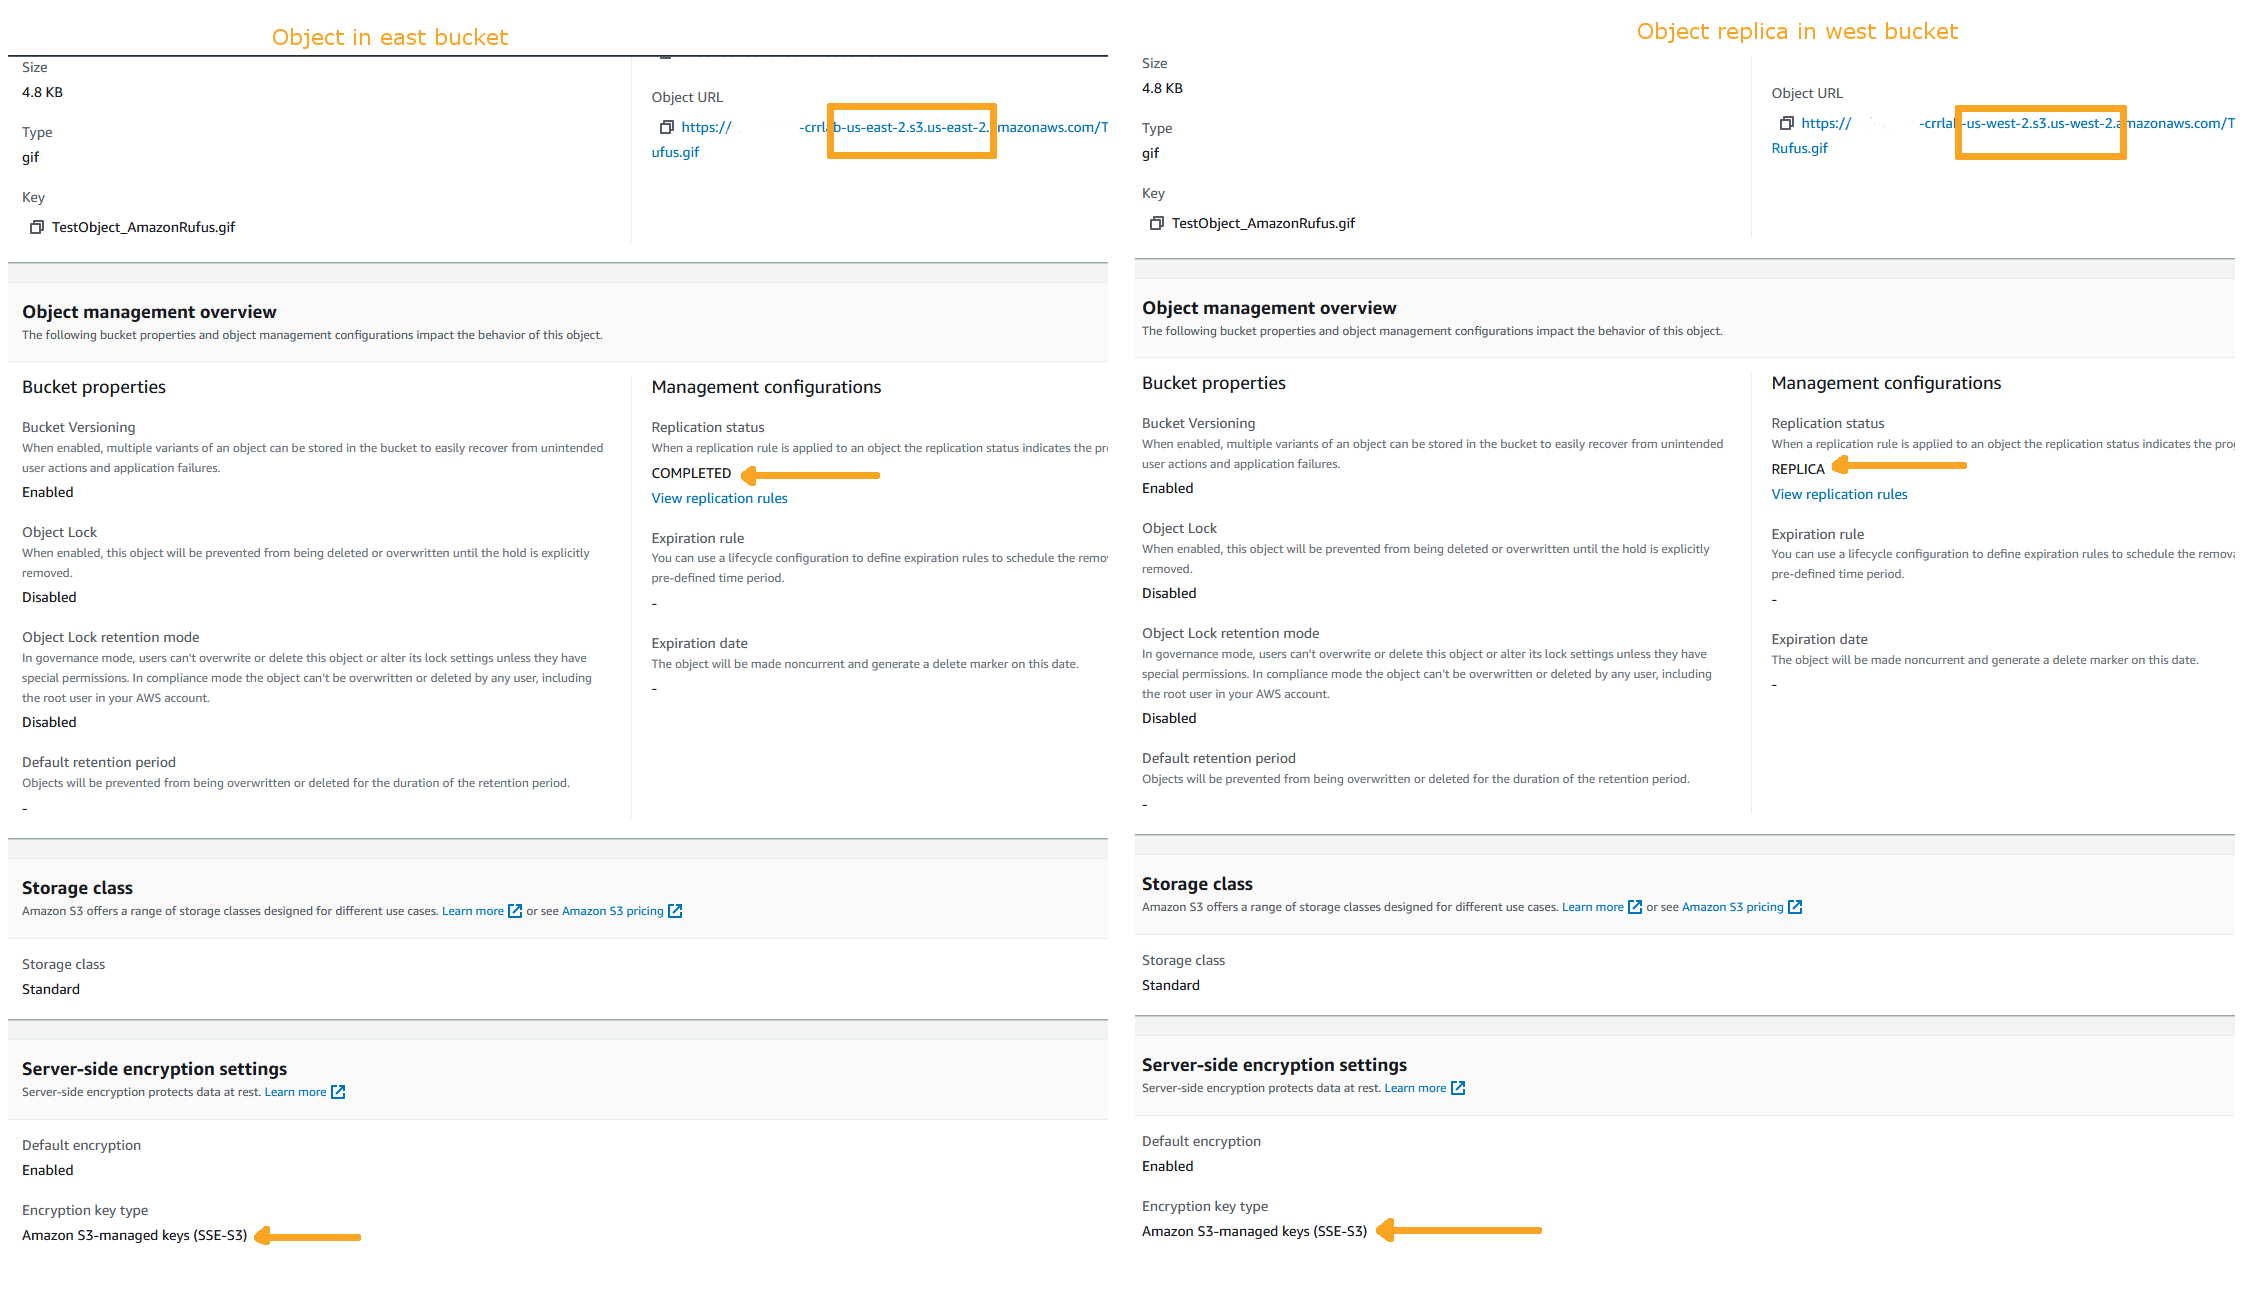 Object in east bucket
Size
4.8 KB
Type
gif
Key
TestObject_AmazonRufus.gif
Object URL
https:// -crrlab-us-east-2.s3.us-east-2.amazonaws.com/T
ufus.gif
Object management overview
The following bucket properties and object management configurations impact the behavior of this object.
Bucket properties
Bucket Versioning
When enabled, multiple variants of an object can be stored in the bucket to easily recover from unintended
user actions and application failures.
Enabled
Object Lock
When enabled, this object will be prevented from being deleted or overwritten until the hold is explicitly
removed.
Disabled
Object Lock retention mode
In governance mode, users can't overwrite or delete this object or alter its lock settings unless they have
special permissions. In compliance mode the object can't be overwritten or deleted by any user, including
the root user in your AWS account.
Disabled
Default retention period
Objects will be prevented from being overwritten or deleted for the duration of the retention period.
-
Management configurations
Replication status
When a replication rule is applied to an object the replication status indicates the pr
COMPLETED
View replication rules
Expiration rule
You can use a lifecycle configuration to define expiration rules to schedule the remo
pre-defined time period.
-
Expiration date
The object will be made noncurrent and generate a delete marker on this date.
-
Storage class
Amazon S3 offers a range of storage classes designed for different use cases. Learn more or see Amazon S3 pricing
Storage class
Standard
Server-side encryption settings
Server-side encryption protects data at rest. Learn more
Default encryption
Enabled
Encryption key type
Amazon S3-managed keys (SSE-S3)
Object replica in west bucket
Size
4.8 KB
Type
gif
Key
TestObject_AmazonRufus.gif
Object URL
https:// -crrlab-us-west-2.s3.us-west-2.amazonaws.com/T
Rufus.gif
Object management overview
The following bucket properties and object management configurations impact the behavior of this object.
Bucket properties
Bucket Versioning
When enabled, multiple variants of an object can be stored in the bucket to easily recover from unintended
user actions and application failures.
Enabled
Object Lock
When enabled, this object will be prevented from being deleted or overwritten until the hold is explicitly
removed.
Disabled
Object Lock retention mode
In governance mode, users can't overwrite or delete this object or alter its lock settings unless they have
special permissions. In compliance mode the object can't be overwritten or deleted by any user, including
the root user in your AWS account.
Disabled
Default retention period
Objects will be prevented from being overwritten or deleted for the duration of the retention period.
-
Management configurations
Replication status
When a replication rule is applied to an object the replication status indicates the pro
REPLICA
View replication rules
Expiration rule
You can use a lifecycle configuration to define expiration rules to schedule the remova
pre-defined time period.
-
Expiration date
The object will be made noncurrent and generate a delete marker on this date.
-
Storage class
Amazon S3 offers a range of storage classes designed for different use cases. Learn more or see Amazon S3 pricing
Storage class
Standard
Server-side encryption settings
Server-side encryption protects data at rest. Learn more
Default encryption
Enabled
Encryption key type
Amazon S3-managed keys (SSE-S3)